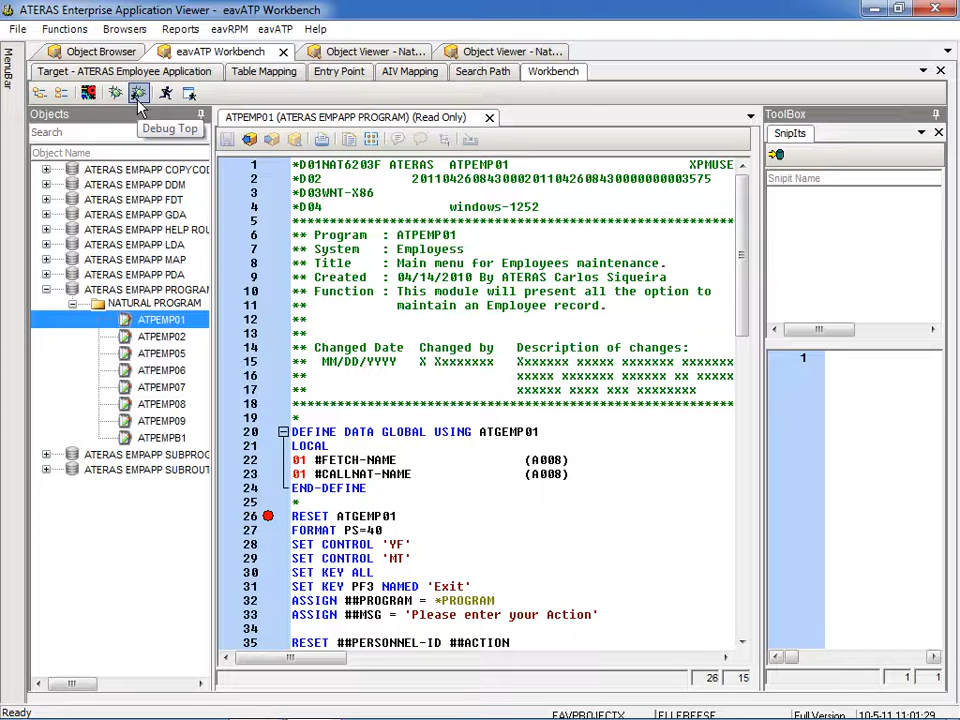 ATERAS Enterprise Application Viewer - eavATP Workbench
File Functions Browsers Reports eavRPM eavATP Help
MenuBar
Object Browser eavATP Workbench Object Viewer - Nat... Object Viewer - Nat...
Target - ATERAS Employee Application Table Mapping Entry Point AIV Mapping Search Path Workbench
Debug Top
Objects
Search
Object Name
ATERAS EMPAPP COPYCOD
ATERAS EMPAPP DDM
ATERAS EMPAPP FDT
ATERAS EMPAPP GDA
ATERAS EMPAPP HELP ROU
ATERAS EMPAPP LDA
ATERAS EMPAPP MAP
ATERAS EMPAPP PDA
ATERAS EMPAPP PROGRAM
NATURAL PROGRAM
ATPEMP01
ATPEMP02
ATPEMP05
ATPEMP06
ATPEMP07
ATPEMP08
ATPEMP09
ATPEMPB1
ATERAS EMPAPP SUBPROG
ATERAS EMPAPP SUBROUT
ATPEMP01 (ATERAS EMPAPP PROGRAM) (Read Only)
1 *D01NAT6203F ATERAS ATPEMP01 XPMUSE
2 *D02 20110426084300020110426084300000000003575
3 *D03WNT-X86
4 *D04 windows-1252
5 ************************************************************************
6 ** Program : ATPEMP01
7 ** System : Employess
8 ** Title : Main menu for Employees maintenance.
9 ** Created : 04/14/2010 By ATERAS Carlos Siqueira
10 ** Function : This module will present all the option to
11 ** maintain an Employee record.
12 **
13 **
14 ** Changed Date Changed by Description of changes:
15 ** MM/DD/YYYY X Xxxxxxxx Xxxxxxx xxxxx xxxxxxxx xxxxxxx
16 ** xxxxx xxxxxxx xxxxxx xx xxxxx
17 ** xxxxxx xxxx xxx xxxxxxxx
18 ************************************************************************
19 *
20 DEFINE DATA GLOBAL USING ATGEMP01
21 LOCAL
22 01 #FETCH-NAME (A008)
23 01 #CALLNAT-NAME (A008)
24 END-DEFINE
25 *
26 RESET ATGEMP01
27 FORMAT PS=40
28 SET CONTROL 'YF'
29 SET CONTROL 'MT'
30 SET KEY ALL
31 SET KEY PF3 NAMED 'Exit'
32 ASSIGN ##PROGRAM = *PROGRAM
33 ASSIGN ##MSG = 'Please enter your Action'
34
35 RESET ##PERSONNEL-ID ##ACTION
26 15
ToolBox
SnipIts
Snipit Name
1
1 1
Ready EAVPROJECTX ELLEBEESE Full Version 10-5-11 11:01:29